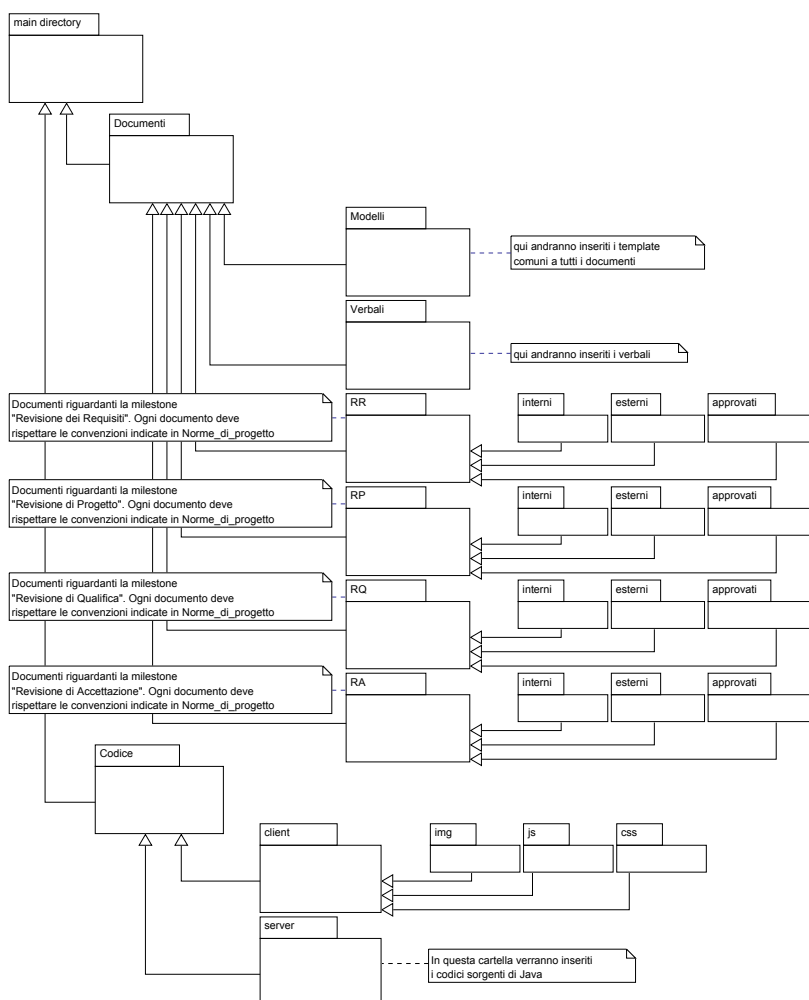 main directory
Documenti
Modelli
qui andranno inseriti i template
comuni a tutti i documenti
Verbali
qui andranno inseriti i verbali
Documenti riguardanti la milestone
"Revisione dei Requisiti". Ogni documento deve
rispettare le convenzioni indicate in Norme_di_progetto
RR
interni
esterni
approvati
Documenti riguardanti la milestone
"Revisione di Progetto". Ogni documento deve
rispettare le convenzioni indicate in Norme_di_progetto
RP
interni
esterni
approvati
Documenti riguardanti la milestone
"Revisione di Qualifica". Ogni documento deve
rispettare le convenzioni indicate in Norme_di_progetto
RQ
interni
esterni
approvati
Documenti riguardanti la milestone
"Revisione di Accettazione". Ogni documento deve
rispettare le convenzioni indicate in Norme_di_progetto
RA
interni
esterni
approvati
Codice
client
img
js
css
server
In questa cartella verranno inseriti
i codici sorgenti di Java